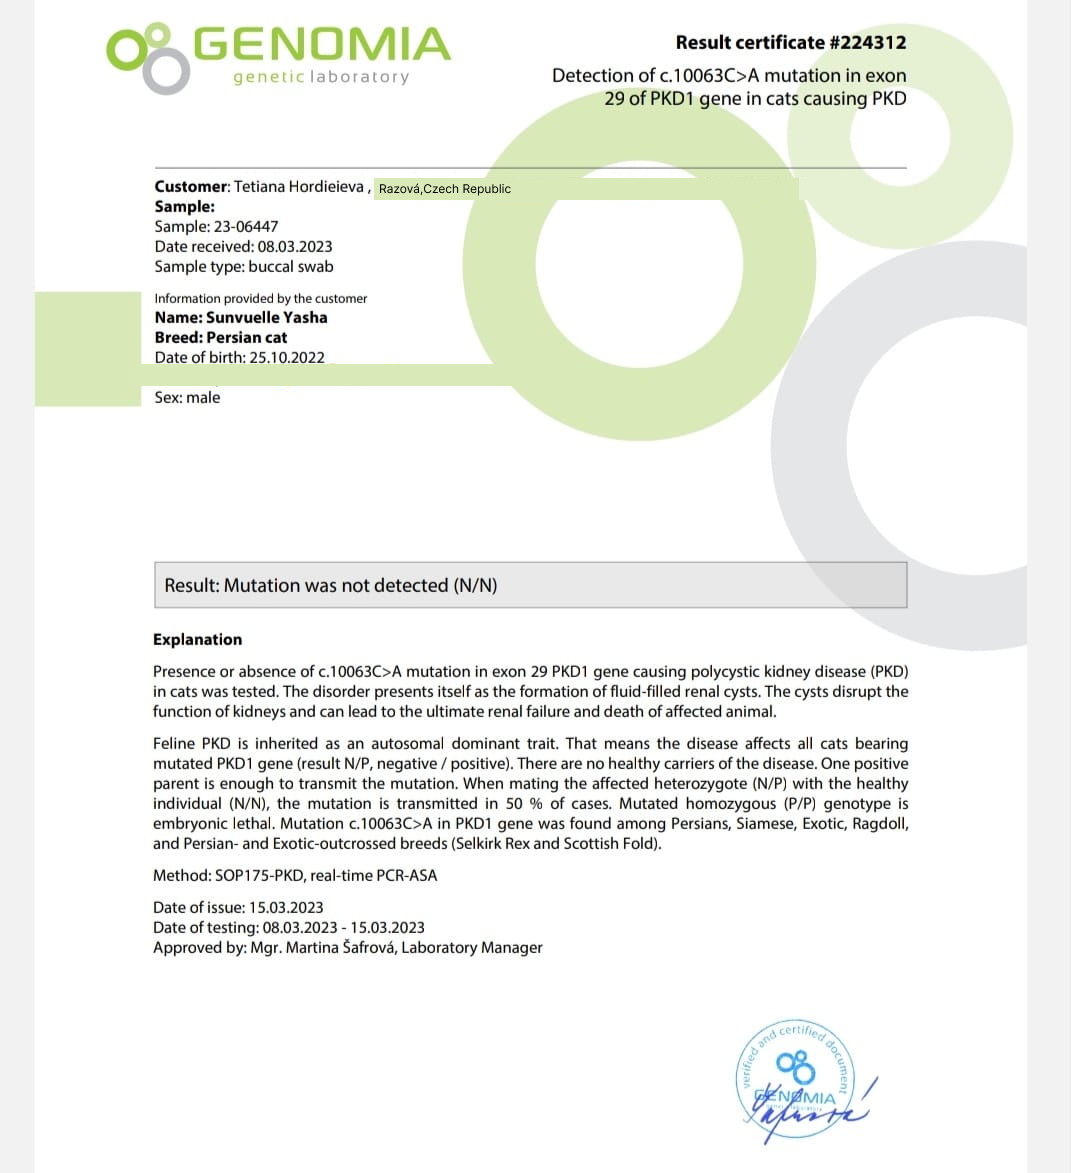 GENOMIA
genetic laboratory
Result certificate #224312
Detection of c.10063C>A mutation in exon
29 of PKD1 gene in cats causing PKD
Customer: Tetiana Hordieieva , Razová,Czech Republic
Sample:
Sample: 23-06447
Date received: 08.03.2023
Sample type: buccal swab
Information provided by the customer
Name: Sunvuelle Yasha
Breed: Persian cat
Date of birth: 25.10.2022
Sex: male
Result: Mutation was not detected (N/N)
Explanation
Presence or absence of c.10063C>A mutation in exon 29 PKD1 gene causing polycystic kidney disease (PKD)
in cats was tested. The disorder presents itself as the formation of fluid-filled renal cysts. The cysts disrupt the
function of kidneys and can lead to the ultimate renal failure and death of affected animal.
Feline PKD is inherited as an autosomal dominant trait. That means the disease affects all cats bearing
mutated PKD1 gene (result N/P, negative / positive). There are no healthy carriers of the disease. One positive
parent is enough to transmit the mutation. When mating the affected heterozygote (N/P) with the healthy
individual (N/N), the mutation is transmitted in 50 % of cases. Mutated homozygous (P/P) genotype is
embryonic lethal. Mutation c.10063C>A in PKD1 gene was found among Persians, Siamese, Exotic, Ragdoll,
and Persian- and Exotic-outcrossed breeds (Selkirk Rex and Scottish Fold).
Method: SOP175-PKD, real-time PCR-ASA
Date of issue: 15.03.2023
Date of testing: 08.03.2023 - 15.03.2023
Approved by: Mgr. Martina Šafrová, Laboratory Manager
verified and certified document
GENOMIA